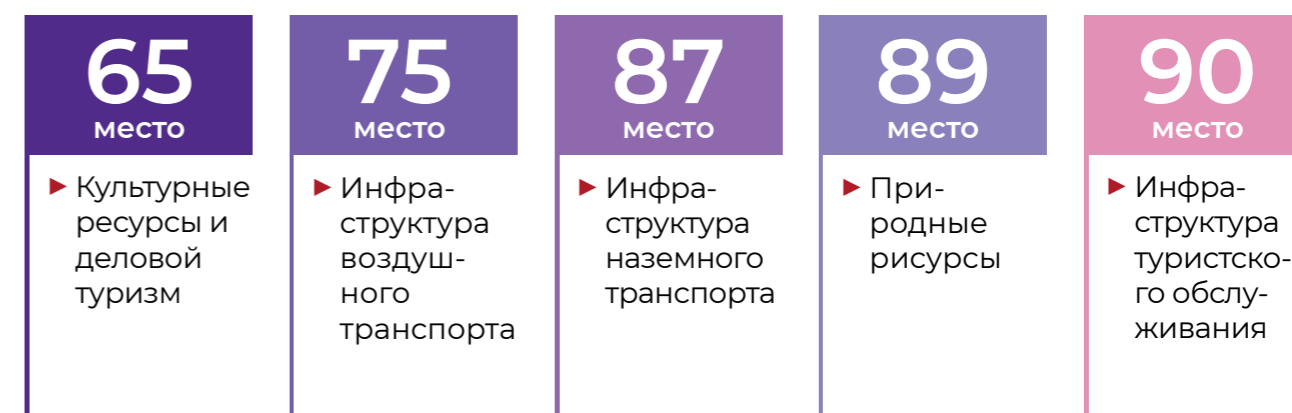 65
место
Культурные
ресурсы и
деловой
туризм
75
место
Инфра-
структура
воздуш-
ного
транспорта
87
место
Инфра-
структура
наземного
транспорта
89
место
При-
родные
рисурсы
90
место
Инфра-
структура
туристско-
го обслу-
живания